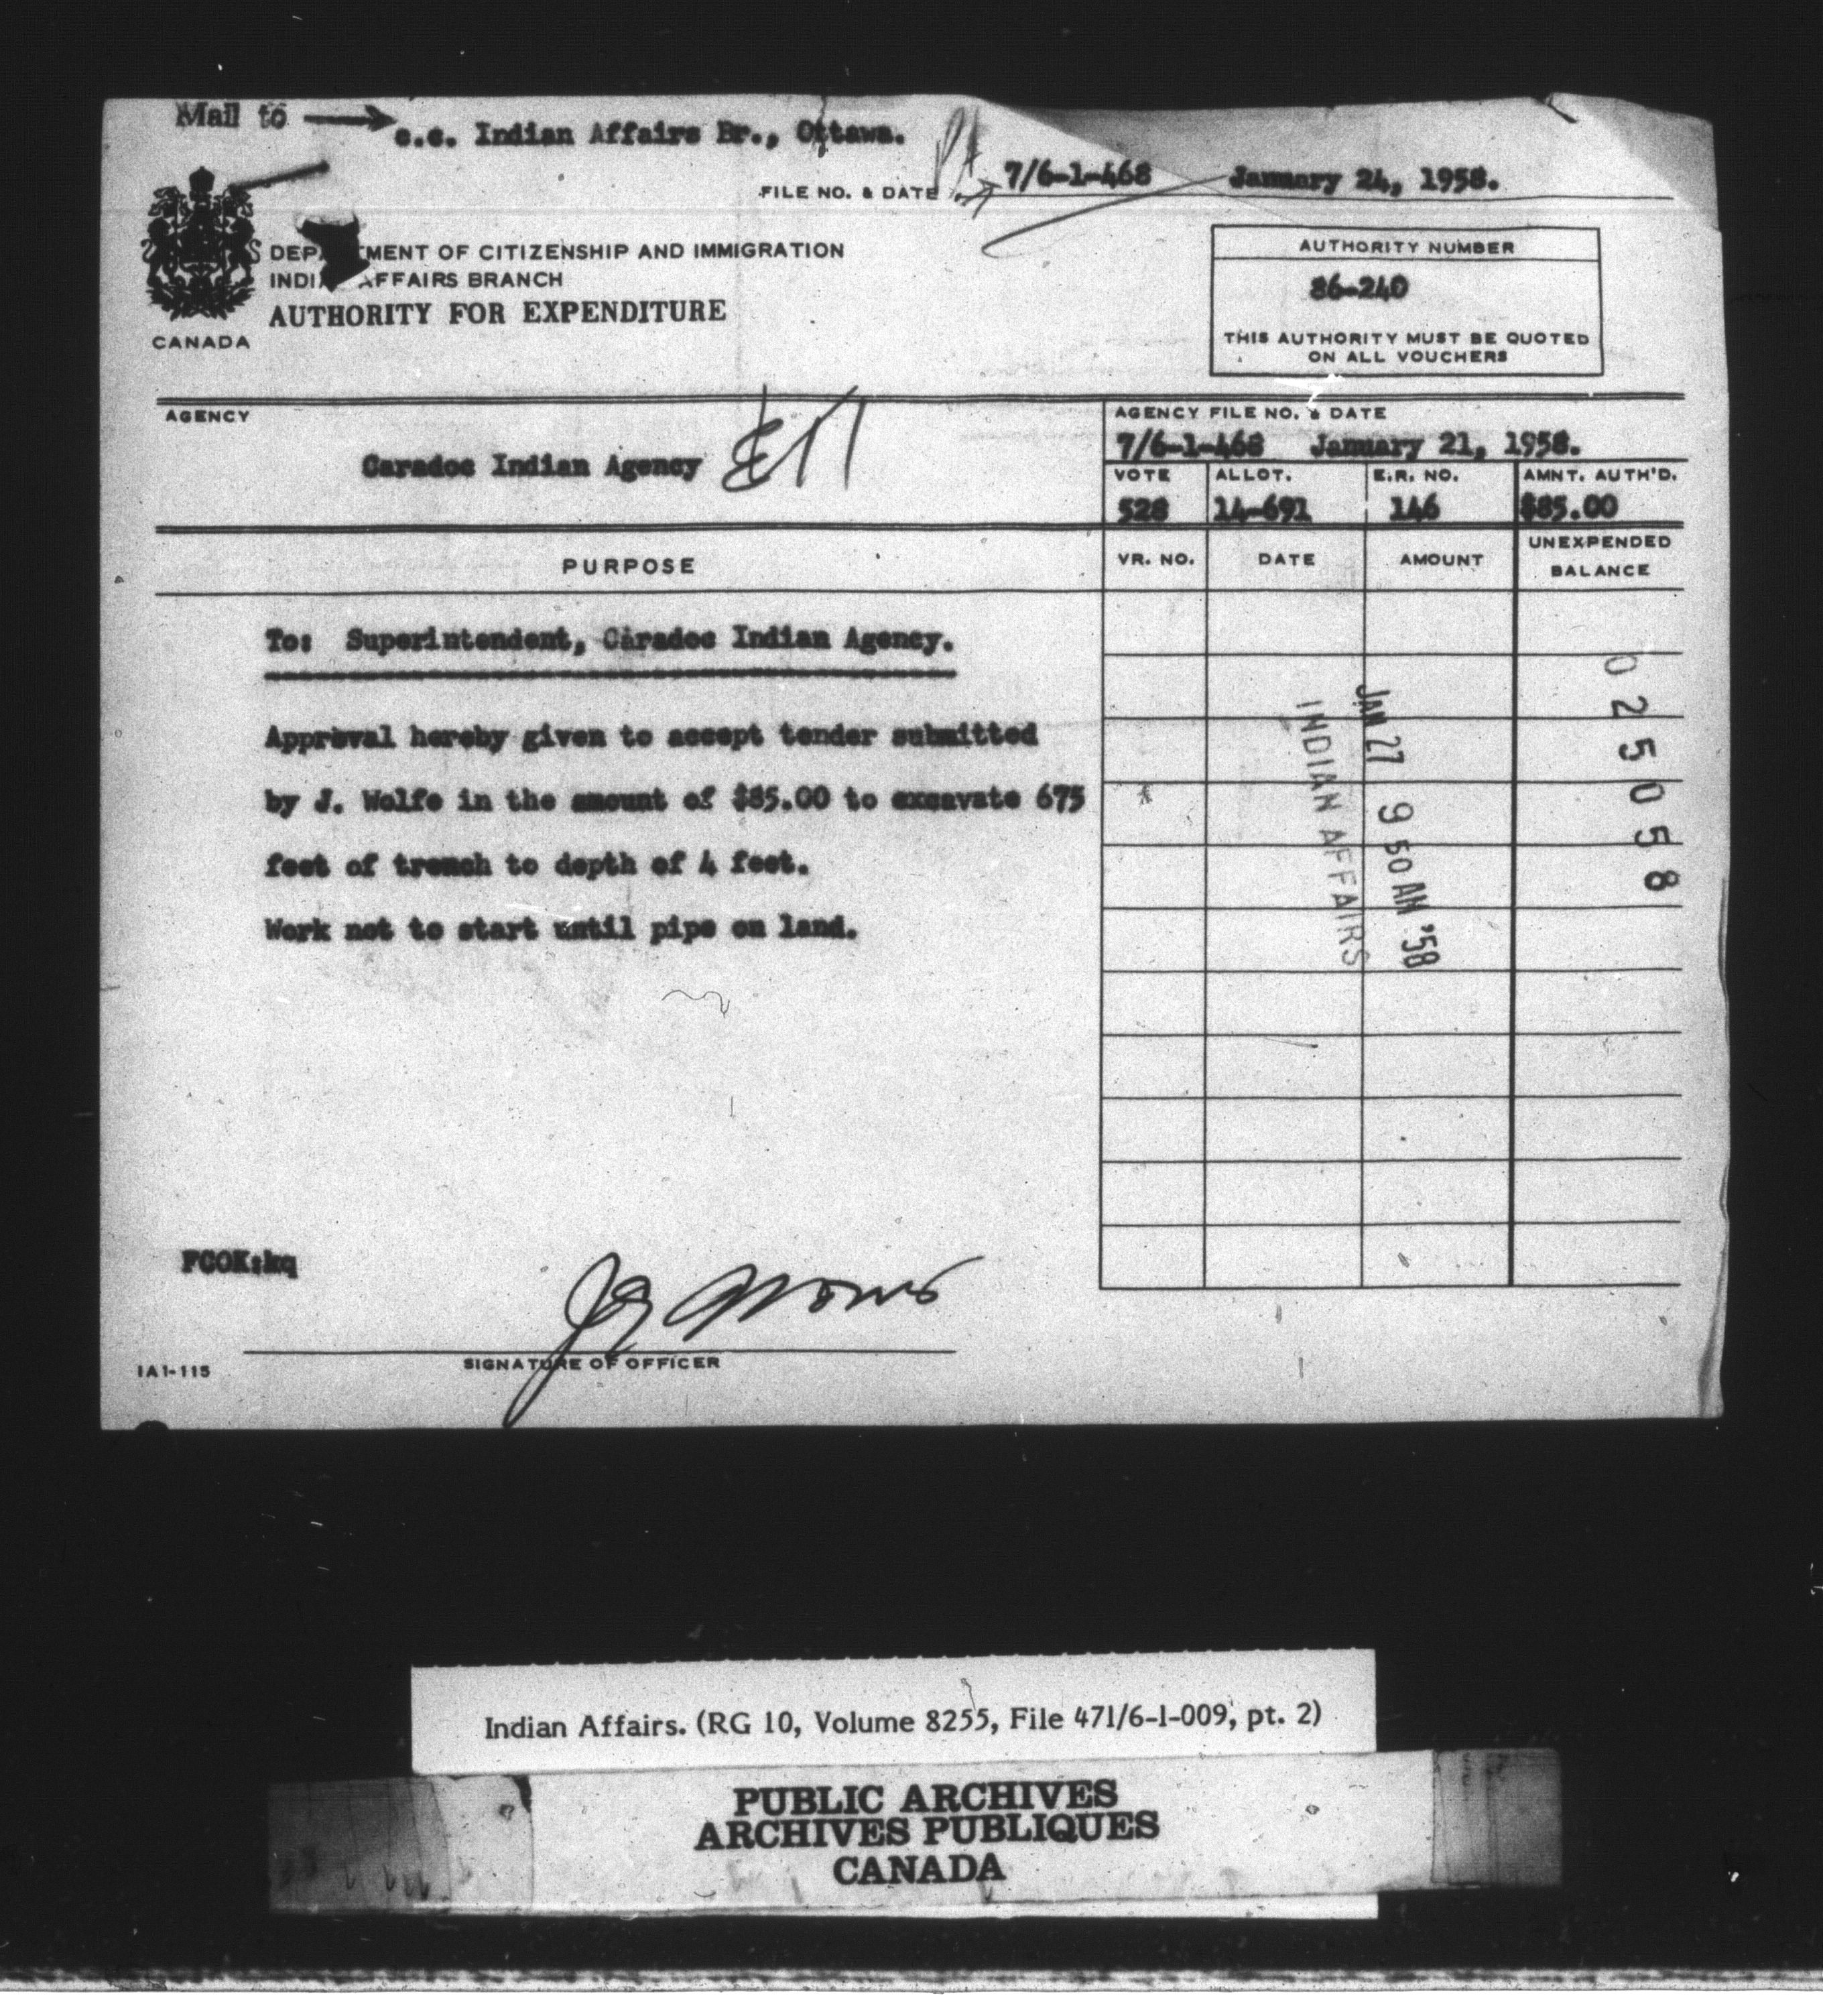 Mail to
c.c. Indian Affairs Br., Ottawa.
FILE NO. & DATE 7/6-1-468 January 24, 1958.
DEPARTMENT OF CITIZENSHIP AND IMMIGRATION
INDIAN AFFAIRS BRANCH
AUTHORITY FOR EXPENDITURE
CANADA
AUTHORITY NUMBER
86-240
THIS AUTHORITY MUST BE QUOTED
ON ALL VOUCHERS
AGENCY
Caradoc Indian Agency
471
AGENCY FILE NO. & DATE
7/6-1-468 January 21, 1958.
VOTE ALLOT. E.R. NO. AMNT. AUTH'D.
528 14-691 146 $85.00
PURPOSE
VR. NO. DATE AMOUNT UNEXPENDED BALANCE
To: Superintendent, Caradoc Indian Agency.
Approval hereby given to accept tender submitted
by J. Wolfe in the amount of $85.00 to excavate 675
feet of trench to depth of 4 feet.
Work not to start until pipe on land.
INDIAN AFFAIRS
JAN 27 9 50 AM '58
025058
FCOK:kq
SIGNATURE OF OFFICER
IA1-115
Indian Affairs. (RG 10, Volume 8255, File 471/6-1-009, pt. 2)
PUBLIC ARCHIVES
ARCHIVES PUBLIQUES
CANADA